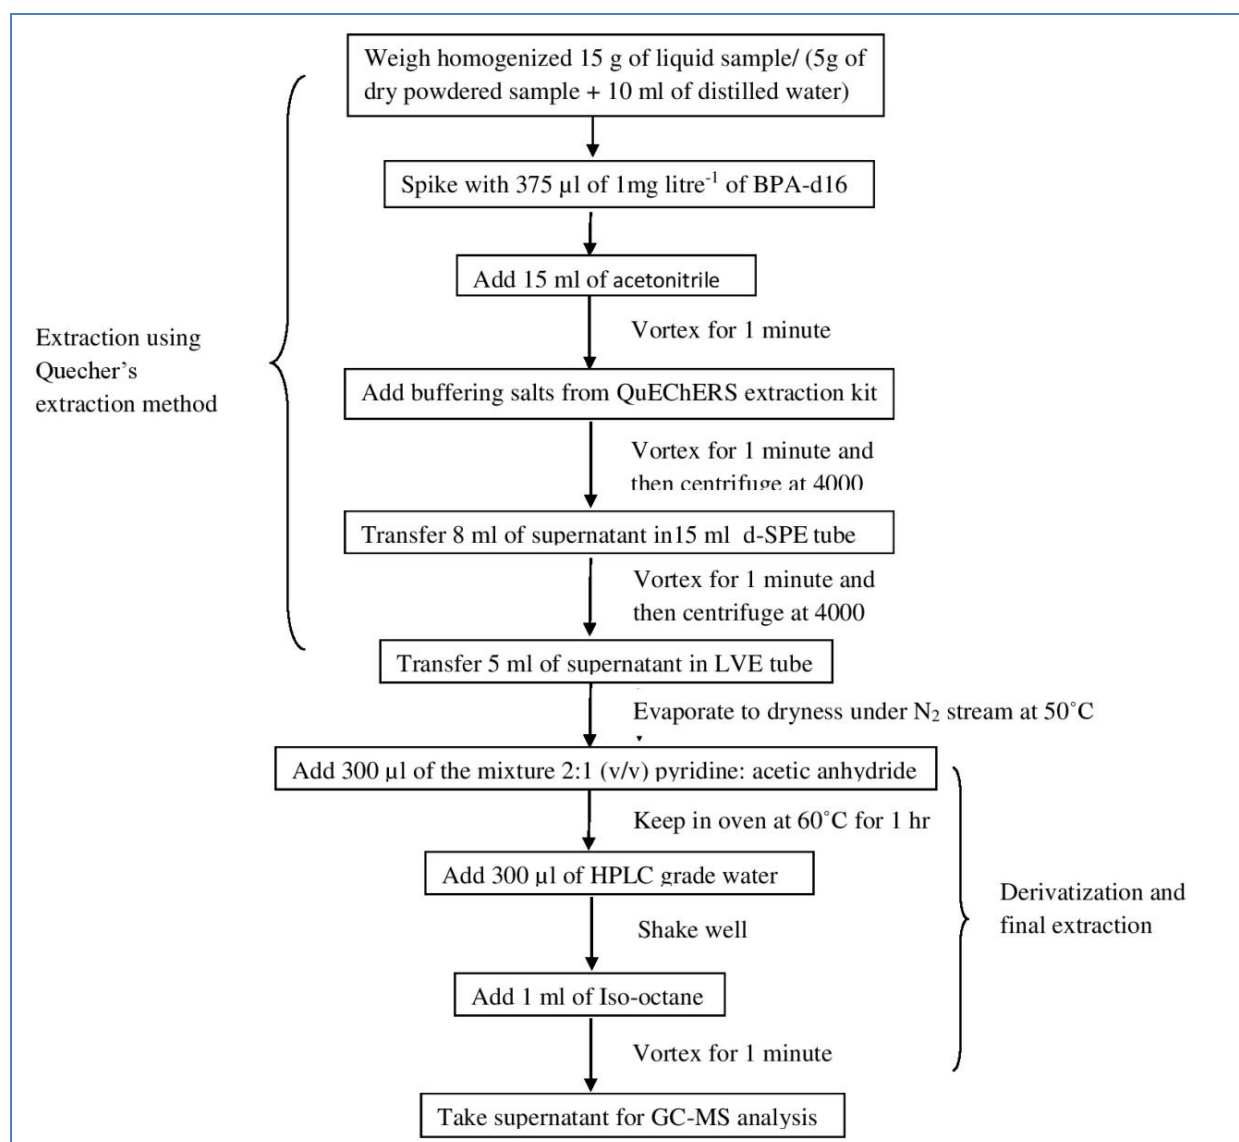 Weigh homogenized 15 g of liquid sample/ (5g of
dry powdered sample + 10 ml of distilled water)
Spike with 375 µl of 1mg litre⁻¹ of BPA-d16
Add 15 ml of acetonitrile
Vortex for 1 minute
Extraction using
Quecher’s
extraction method
Add buffering salts from QuEChERS extraction kit
Vortex for 1 minute and
then centrifuge at 4000
Transfer 8 ml of supernatant in15 ml d-SPE tube
Vortex for 1 minute and
then centrifuge at 4000
Transfer 5 ml of supernatant in LVE tube
Evaporate to dryness under N₂ stream at 50˚C
Add 300 µl of the mixture 2:1 (v/v) pyridine: acetic anhydride
Keep in oven at 60˚C for 1 hr
Add 300 µl of HPLC grade water
Shake well
Derivatization and
final extraction
Add 1 ml of Iso-octane
Vortex for 1 minute
Take supernatant for GC-MS analysis